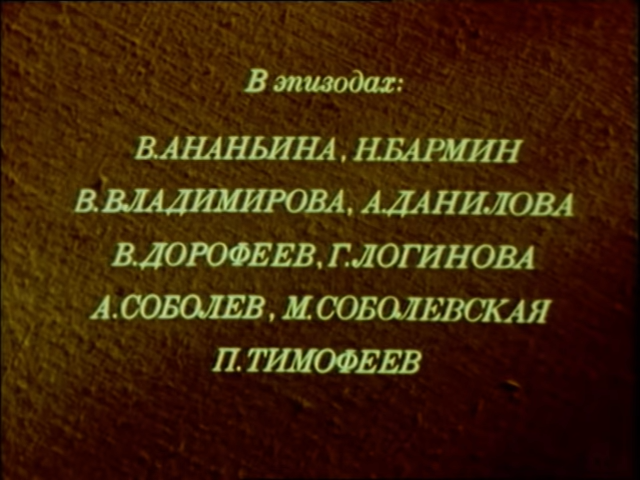 В эпизодах:
В.АНАНЬИНА, Н.БАРМИН
В.ВЛАДИМИРОВА, А.ДАНИЛОВА
В.ДОРОФЕЕВ, Г.ЛОГИНОВА
А.СОБОЛЕВ, М.СОБОЛЕВСКАЯ
П.ТИМОФЕЕВ